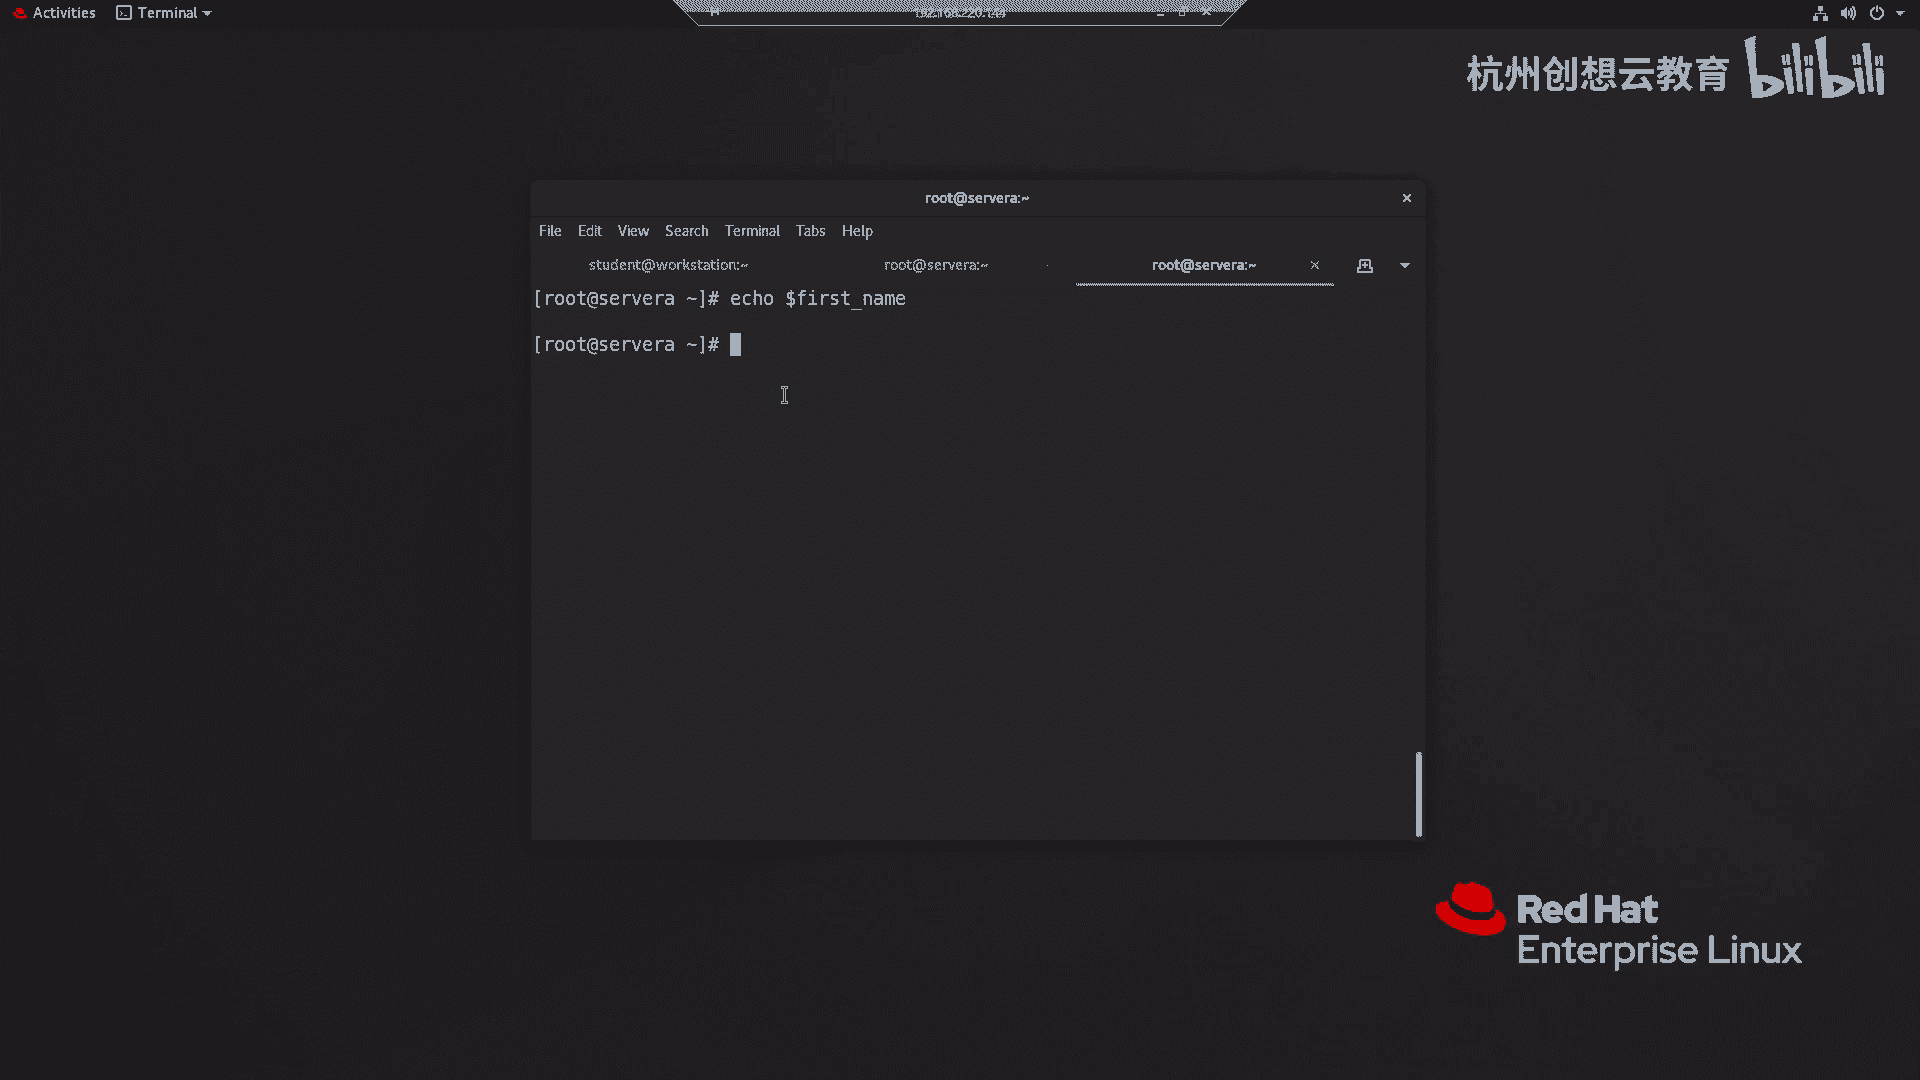 Activities
Terminal
杭州创想云教育 bilibili
root@servera:~
File Edit View Search Terminal Tabs Help
student@workstation:~ root@servera:~ root@servera:~
[root@servera ~]# echo $first_name
[root@servera ~]#
Red Hat
Enterprise Linux